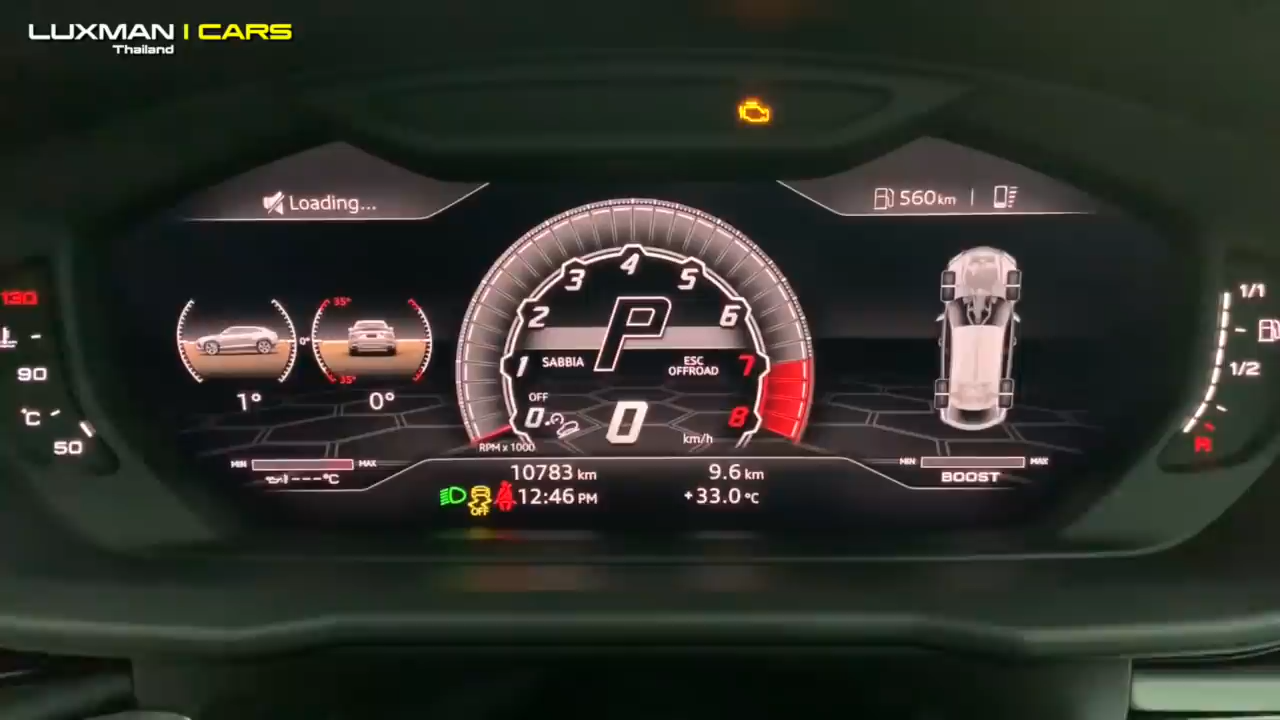 LUXMAN | CARS
Thailand
Loading...
560 km
130
90
°C
50
35°
0°
35°
1°
0°
MIN
MAX
---°C
0
1
2
3
4
5
6
7
8
P
SABBIA
ESC
OFFROAD
OFF
0
km/h
RPM x 1000
10783 km
9.6 km
OFF
12:46 PM
+33.0 °C
MIN
MAX
BOOST
1/1
1/2
R